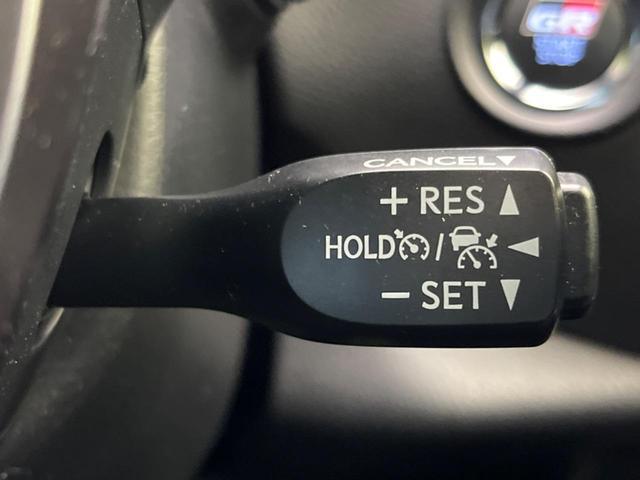 GR
CANCEL▼
+ RES ▲
HOLD / ◀
− SET ▼